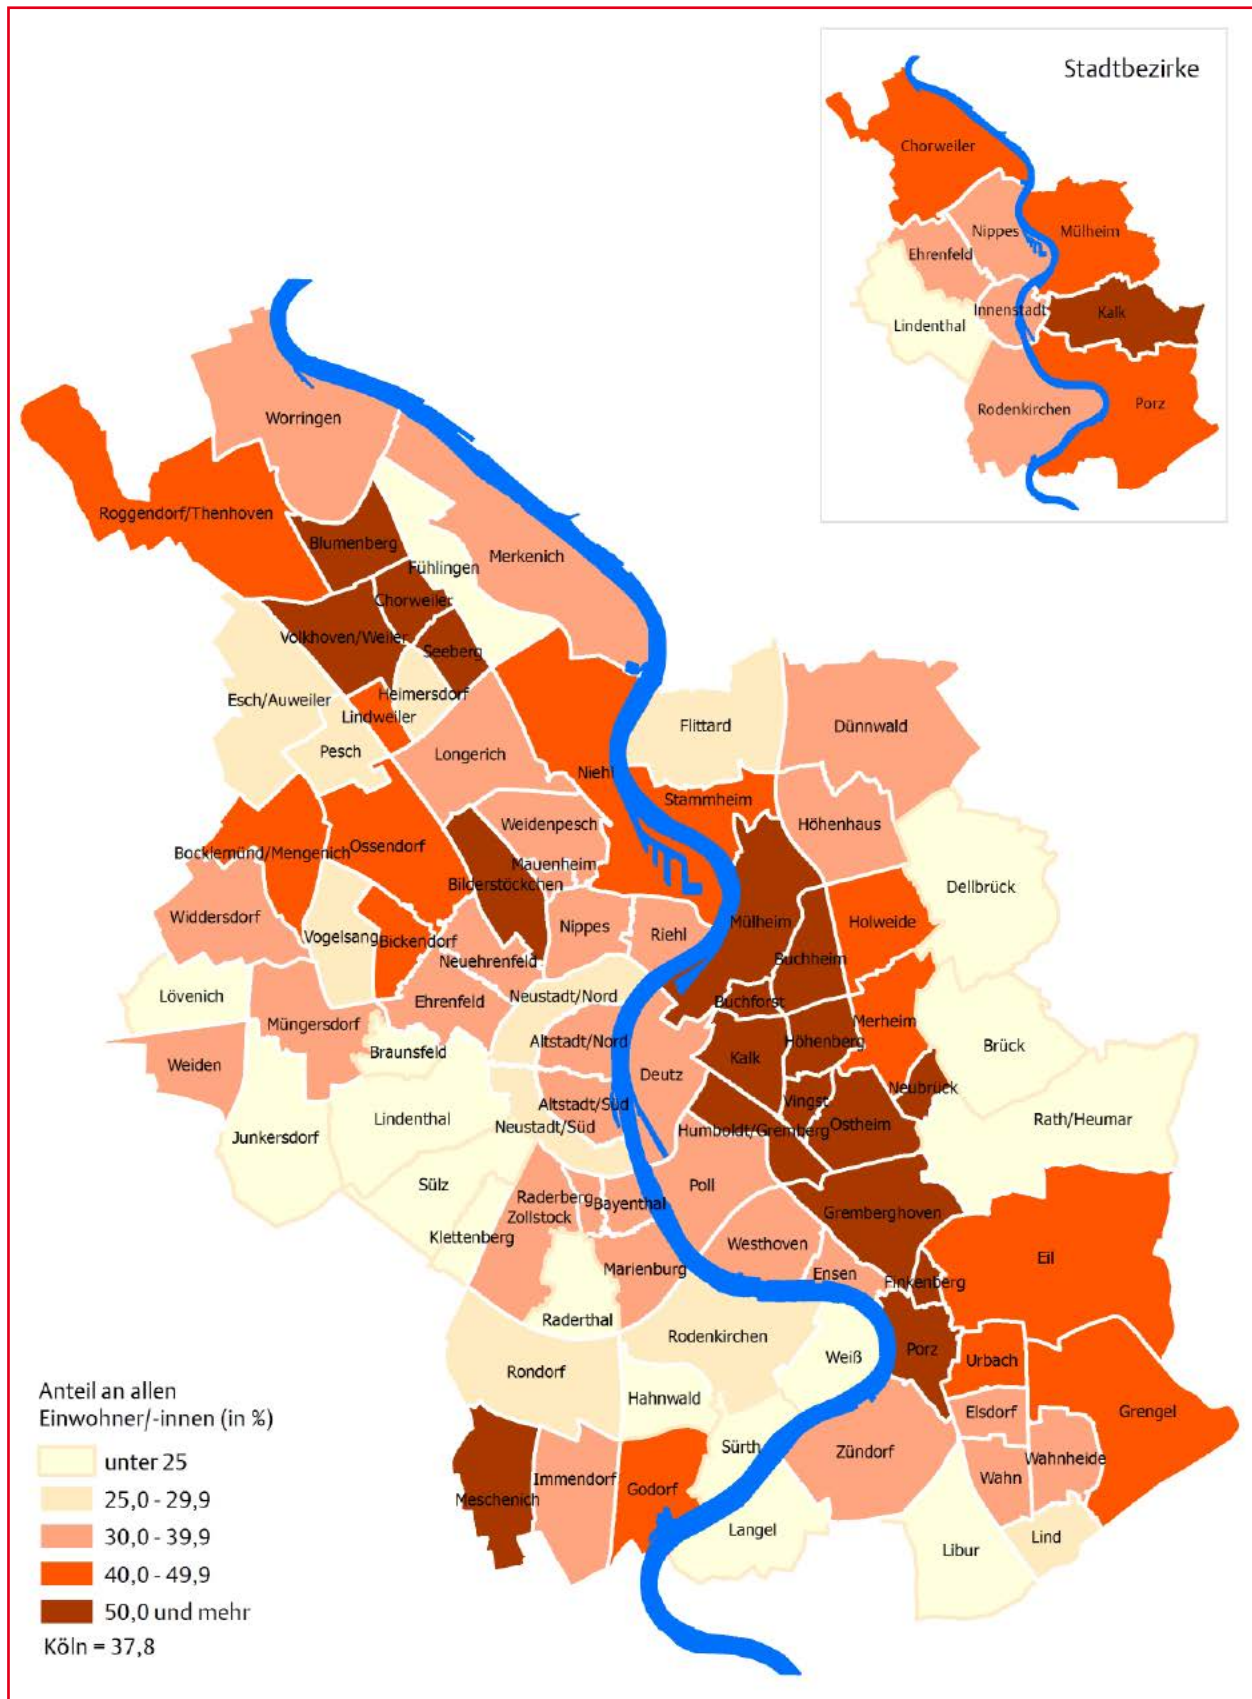 Stadtbezirke
Chorweiler
Nippes
Mülheim
Ehrenfeld
Innenstadt
Kalk
Lindenthal
Rodenkirchen
Porz
Worringen
Roggendorf/Thenhoven
Blumenberg
Merkenich
Fühlingen
Chorweiler
Volkhoven/Weiler
Seeberg
Heimersdorf
Esch/Auweiler
Lindweiler
Pesch
Longerich
Flittard
Dünnwald
Niehl
Stammheim
Weidenpesch
Höhenhaus
Bocklemünd/Mengenich
Ossendorf
Mauenheim
Bilderstöckchen
Dellbrück
Widdersdorf
Vogelsang
Bickendorf
Nippes
Riehl
Mülheim
Holweide
Neuehrenfeld
Buchheim
Lövenich
Ehrenfeld
Neustadt/Nord
Buchforst
Müngersdorf
Merheim
Braunsfeld
Altstadt/Nord
Höhenberg
Brück
Weiden
Kalk
Deutz
Neubrück
Lindenthal
Altstadt/Süd
Vingst
Rath/Heumar
Junkersdorf
Neustadt/Süd
Humboldt/Gremberg
Ostheim
Sülz
Poll
Raderberg
Bayenthal
Zollstock
Gremberghoven
Klettenberg
Westhoven
Eil
Marienburg
Ensen
Finkenberg
Raderthal
Rodenkirchen
Weiß
Porz
Urbach
Rondorf
Hahnwald
Elsdorf
Grengel
Sürth
Zündorf
Wahnheide
Immendorf
Wahn
Meschenich
Godorf
Langel
Libur
Lind
Anteil an allen
Einwohner/-innen (in %)
unter 25
25,0 - 29,9
30,0 - 39,9
40,0 - 49,9
50,0 und mehr
Köln = 37,8